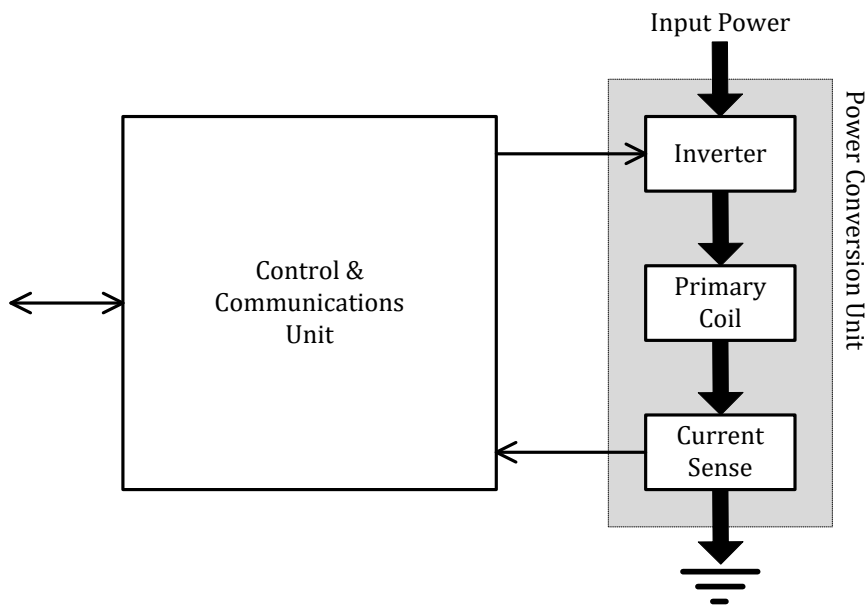 Input Power
Inverter
Control &
Communications
Unit
Primary
Coil
Current
Sense
Power Conversion Unit